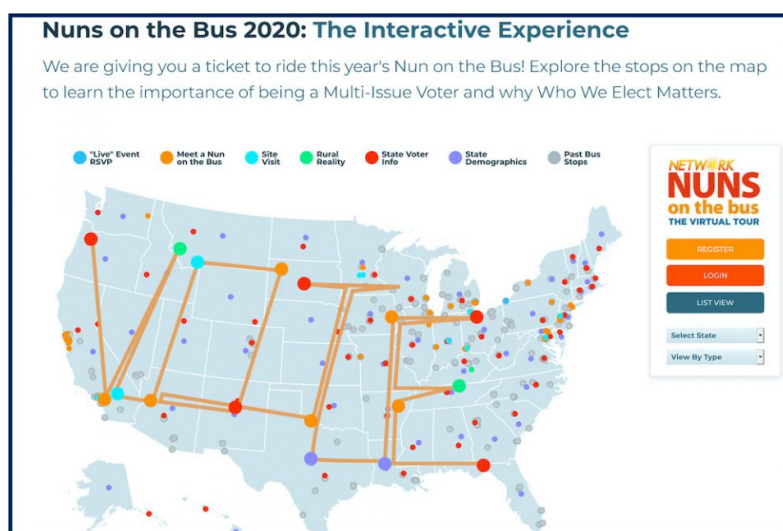 Nuns on the Bus 2020: The Interactive Experience
We are giving you a ticket to ride this year's Nun on the Bus! Explore the stops on the map
to learn the importance of being a Multi-Issue Voter and why Who We Elect Matters.
"Live" Event
RSVP
Meet a Nun
on the Bus
Site
Visit
Rural
Reality
State Voter
Info
State
Demographics
Past Bus
Stops
NETWORK
NUNS
on the bus
THE VIRTUAL TOUR
REGISTER
LOGIN
LIST VIEW
Select State
View By Type